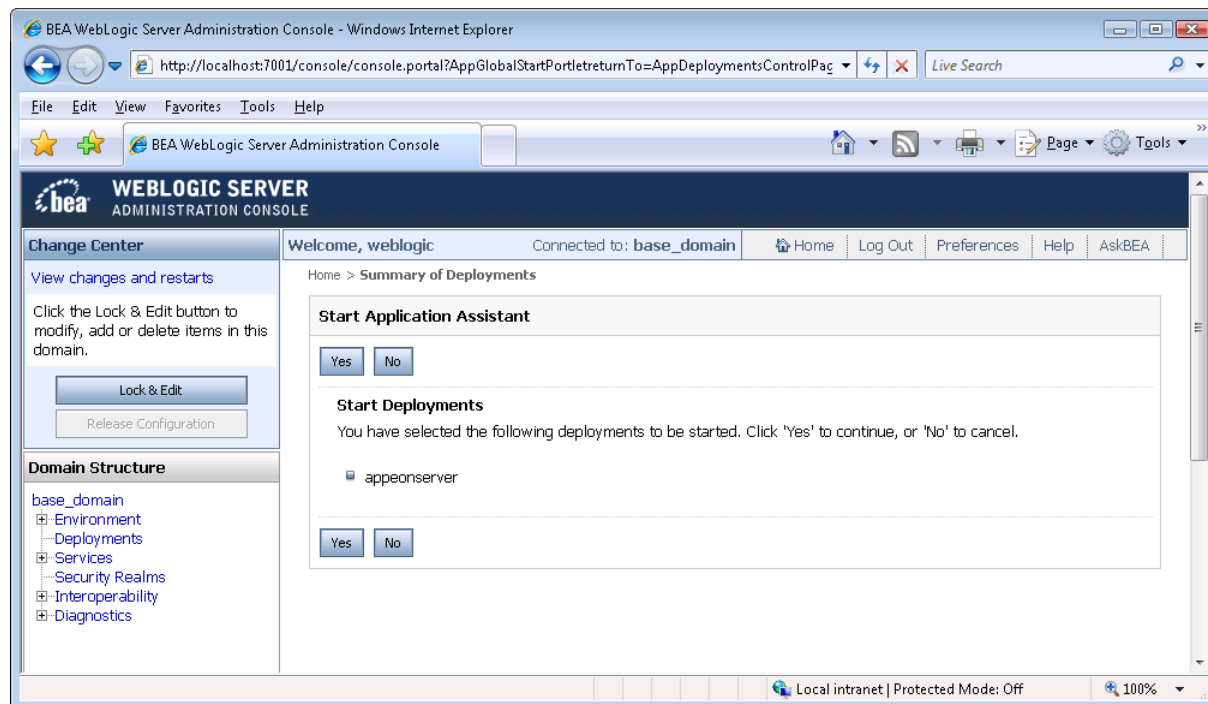 BEA WebLogic Server Administration Console - Windows Internet Explorer
http://localhost:7001/console/console.portal?AppGlobalStartPortletreturnTo=AppDeploymentsControlPag
Live Search
File Edit View Favorites Tools Help
BEA WebLogic Server Administration Console
Page Tools
bea
WEBLOGIC SERVER
ADMINISTRATION CONSOLE
Change Center
View changes and restarts
Click the Lock & Edit button to
modify, add or delete items in this
domain.
Lock & Edit
Release Configuration
Domain Structure
base_domain
Environment
Deployments
Services
Security Realms
Interoperability
Diagnostics
Welcome, weblogic Connected to: base_domain Home Log Out Preferences Help AskBEA
Home > Summary of Deployments
Start Application Assistant
Yes No
Start Deployments
You have selected the following deployments to be started. Click 'Yes' to continue, or 'No' to cancel.
appeonserver
Yes No
Local intranet | Protected Mode: Off 100%